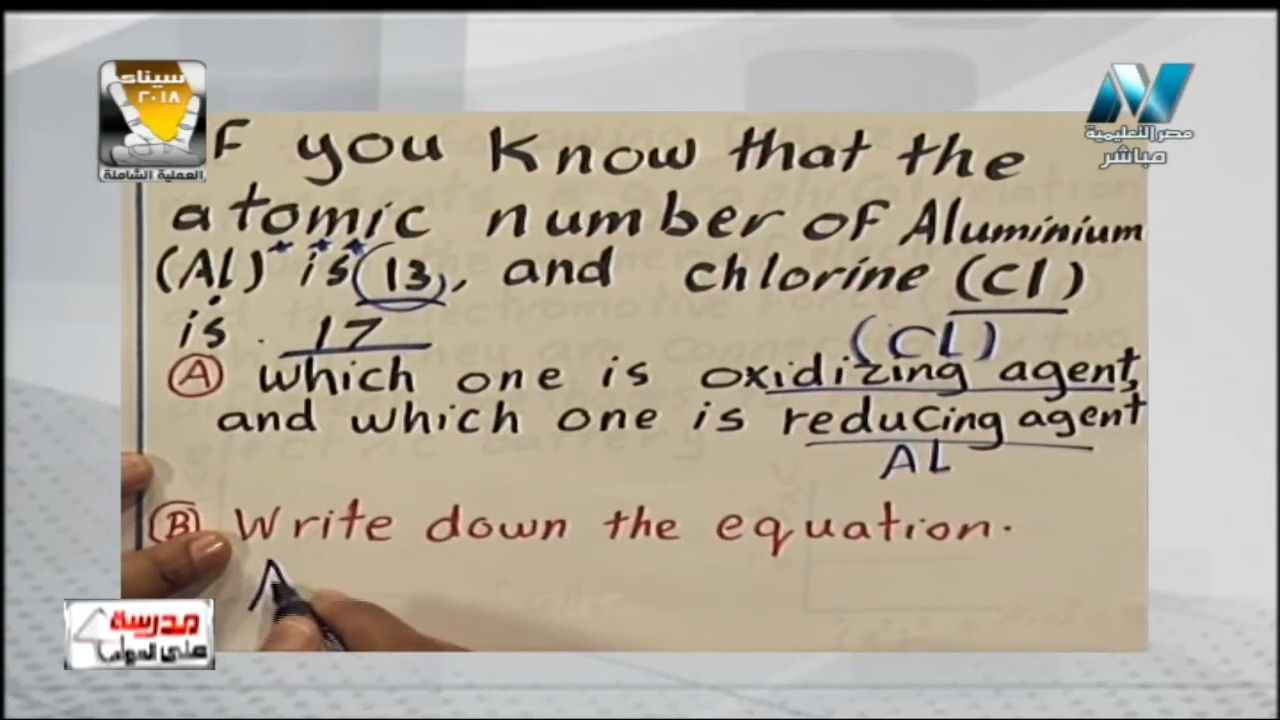 سيناء
٢٠١٨
العملية الشاملة
مصر التعليمية
مباشر
F you know that the
atomic number of Aluminium
(Al) is (13), and chlorine (Cl)
is . 17
(CL)
(A) which one is oxidizing agent,
and which one is reducing agent
AL
(B) Write down the equation.
A
مدرسة
على الهواء